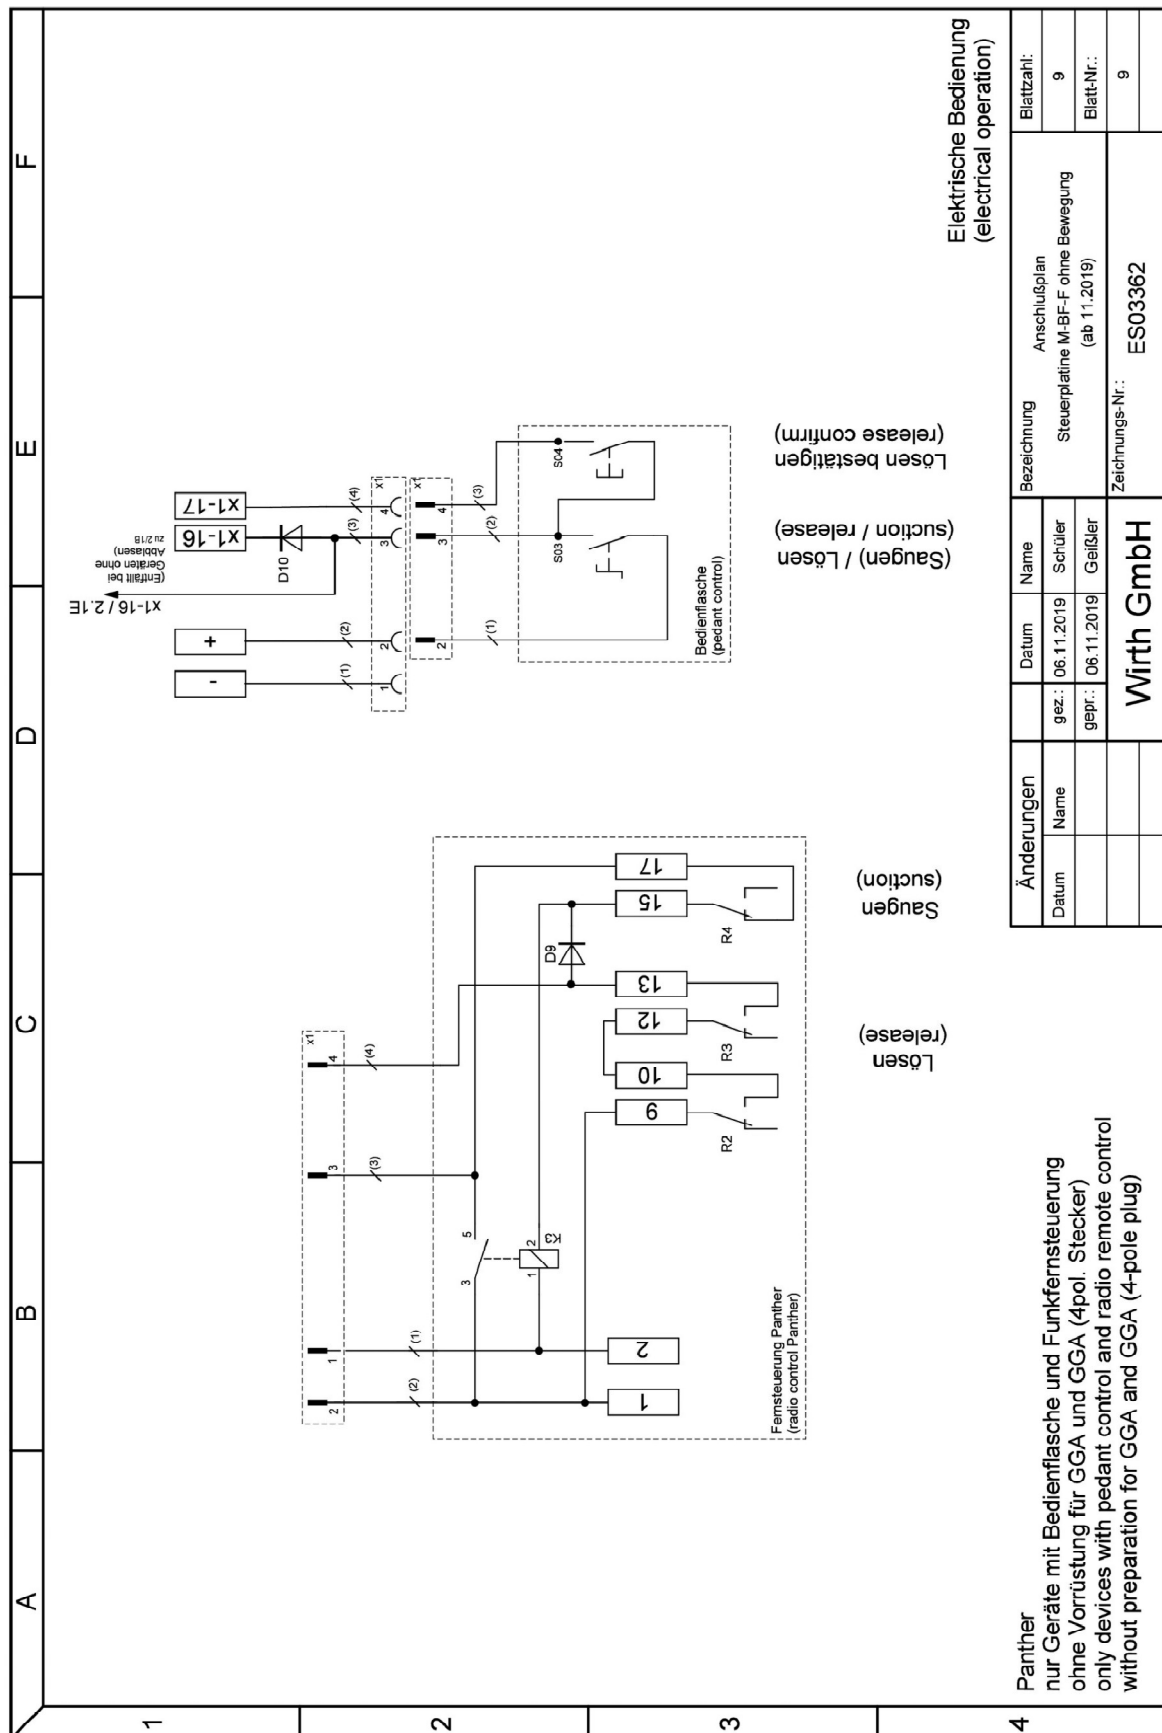 A
B
C
D
E
F
1
2
3
4
x1
2
1
3
4
(2)
(1)
(3)
(4)
3
5
1
2
K3
D9
1
2
9
10
12
13
15
17
R2
R3
R4
Fernsteuerung Panther
(radio control Panther)
Lösen
(release)
Saugen
(suction)
-
+
x1-16
x1-17
x1-16 / 2.1E
(Entfällt bei
Geräten ohne
Abblasen)
zu 2/1B
D10
(1)
(2)
(3)
(4)
x1
1
2
3
4
x1
2
3
4
(1)
(2)
(3)
S03
S04
Bedienflasche
(pedant control)
(Saugen) / Lösen
(suction / release)
Lösen bestätigen
(release confirm)
Elektrische Bedienung
(electrical operation)
Panther
nur Geräte mit Bedienflasche und Funkfernsteuerung
ohne Vorrüstung für GGA und GGA (4pol. Stecker)
only devices with pedant control and radio remote control
without preparation for GGA and GGA (4-pole plug)
Änderungen
Datum
Name
Datum
Name
gez.:
06.11.2019
Schüler
gepr.:
06.11.2019
Geißler
Wirth GmbH
Bezeichnung
Anschlußplan
Steuerplatine M-BF-F ohne Bewegung
(ab 11.2019)
Zeichnungs-Nr.:
ES03362
Blattzahl:
9
Blatt-Nr.:
9